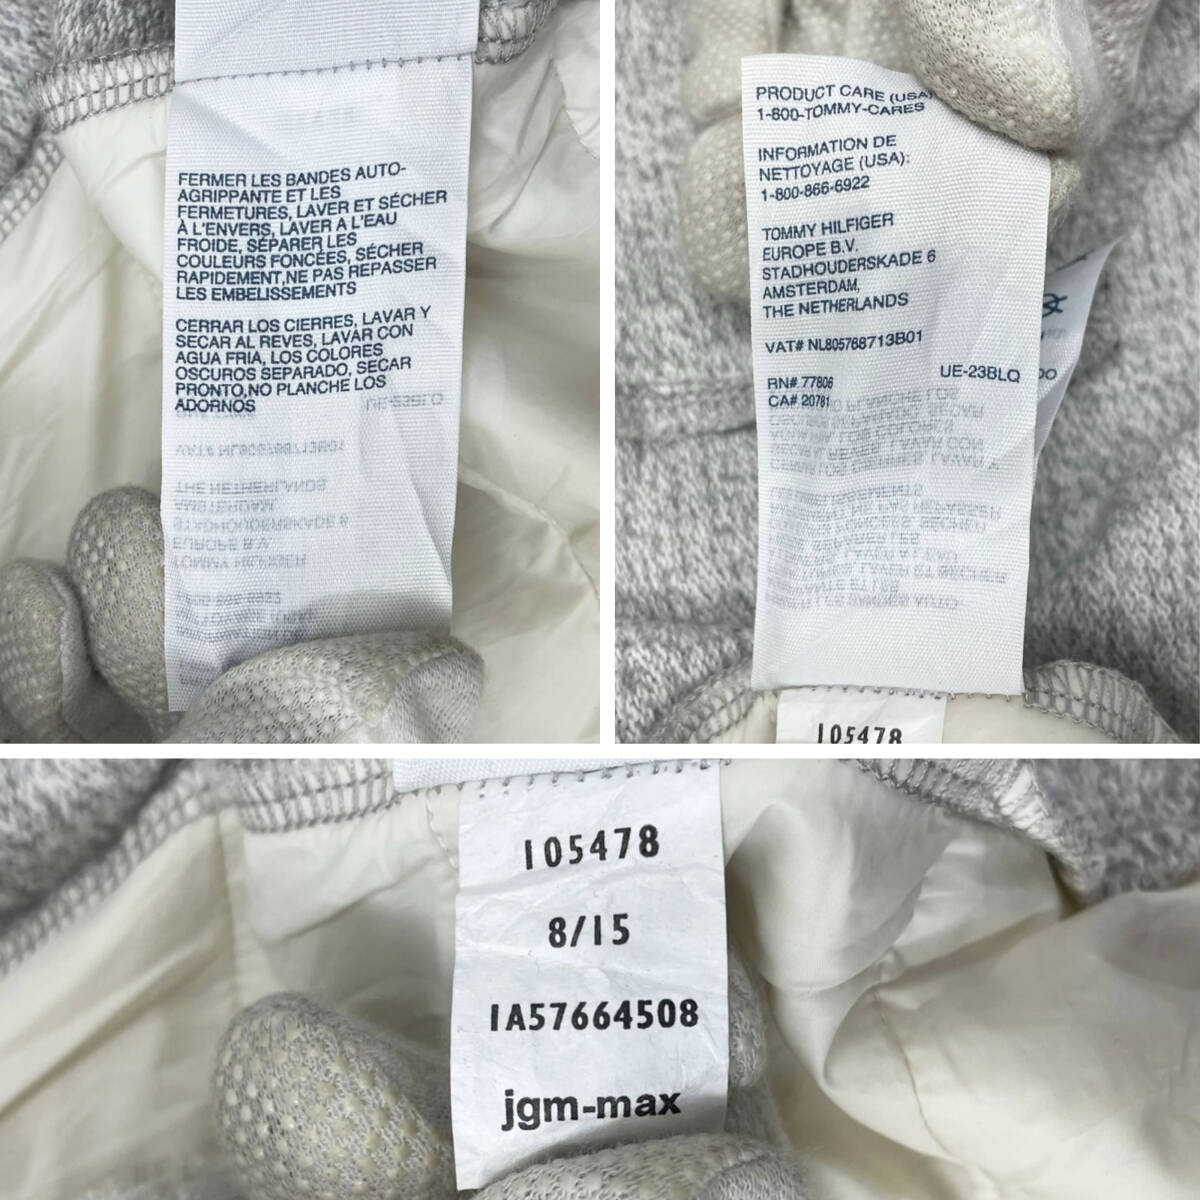 FERMER LES BANDES AUTO-
AGRIPPANTE ET LES
FERMETURES, LAVER ET SÉCHER
À L'ENVERS, LAVER A L'EAU
FROIDE, SÉPARER LES
COULEURS FONCÉES, SÉCHER
RAPIDEMENT,NE PAS REPASSER
LES EMBELISSEMENTS
CERRAR LOS CIERRES, LAVAR Y
SECAR AL REVES, LAVAR CON
AGUA FRIA, LOS COLORES
OSCUROS SEPARADO, SECAR
PRONTO,NO PLANCHE LOS
ADORNOS
PRODUCT CARE (USA)
1-800-TOMMY-CARES
INFORMATION DE
NETTOYAGE (USA):
1-800-866-6922
TOMMY HILFIGER
EUROPE B.V.
STADHOUDERSKADE 6
AMSTERDAM,
THE NETHERLANDS
VAT# NL805768713B01
RN# 77806
CA# 20781
UE-23BLQ
105478
105478
8/15
IA57664508
jgm-max